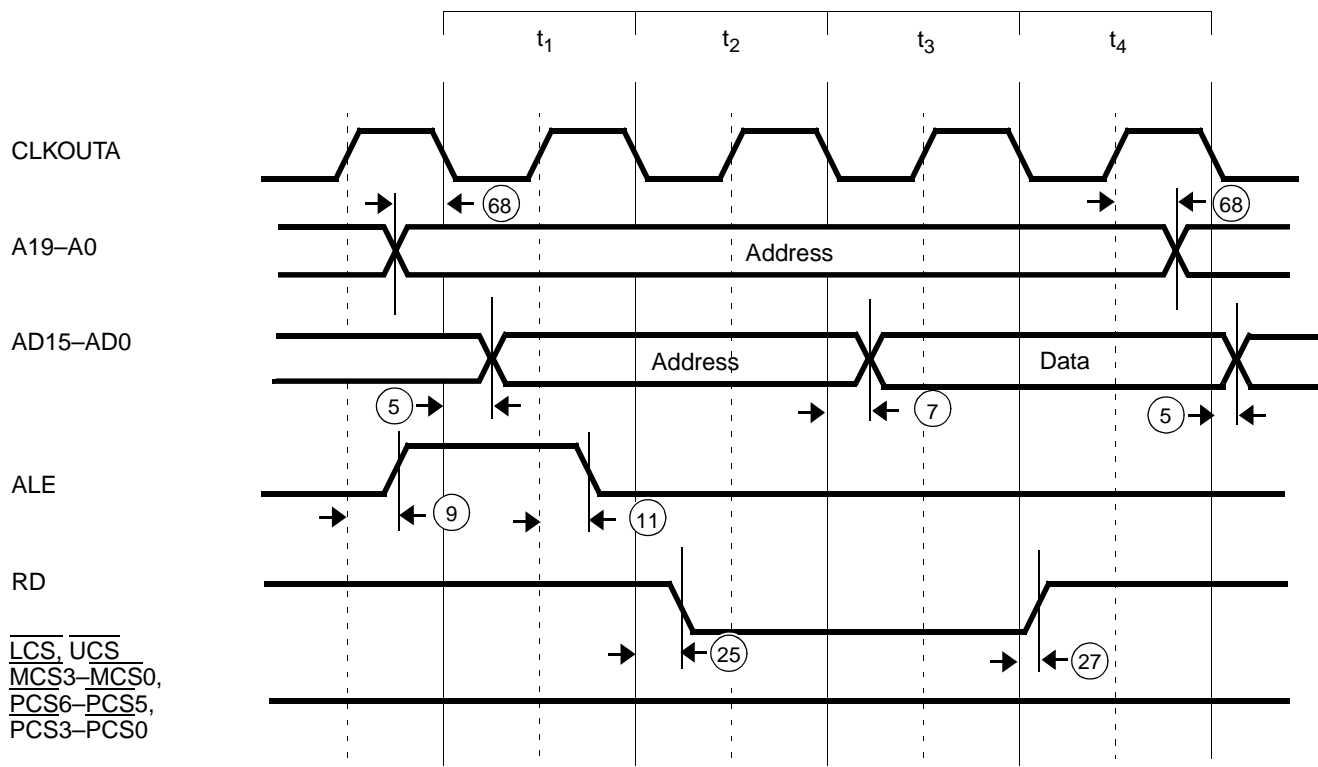 t1 t2 t3 t4
CLKOUTA
68 68
A19–A0 Address
AD15–AD0 Address Data
5 7 5
ALE
9 11
RD
25 27
LCS, UCS
MCS3–MCS0,
PCS6–PCS5,
PCS3–PCS0